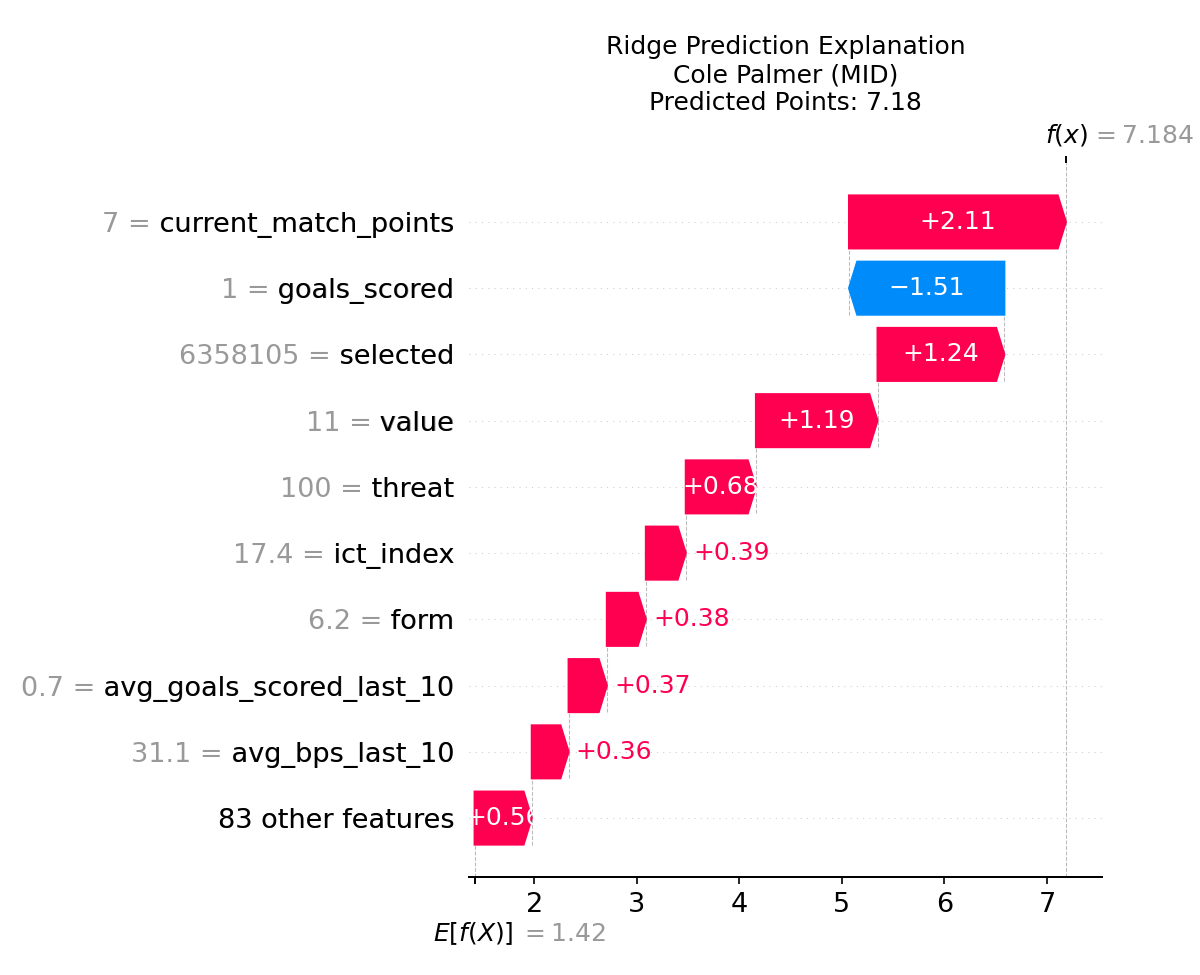 Ridge Prediction Explanation
Cole Palmer (MID)
Predicted Points: 7.18
f(x) = 7.184
7 = current_match_points +2.11
1 = goals_scored −1.51
6358105 = selected +1.24
11 = value +1.19
100 = threat +0.68
17.4 = ict_index +0.39
6.2 = form +0.38
0.7 = avg_goals_scored_last_10 +0.37
31.1 = avg_bps_last_10 +0.36
83 other features +0.56
2 3 4 5 6 7
E[f(X)] = 1.42